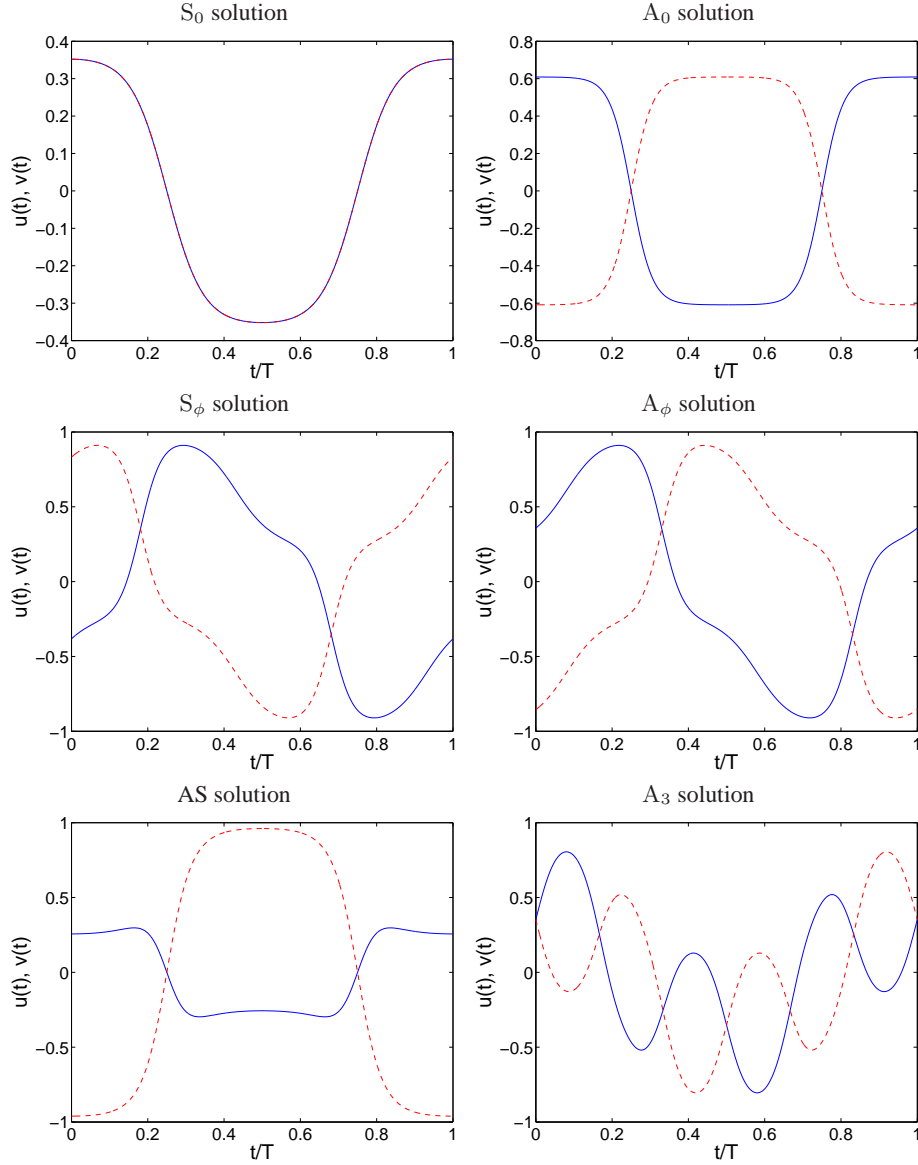 S₀ solution
0.4
0.3
0.2
0.1
0
−0.1
−0.2
−0.3
−0.4
u(t), v(t)
0 0.2 0.4 0.6 0.8 1
t/T
A₀ solution
0.8
0.6
0.4
0.2
0
−0.2
−0.4
−0.6
−0.8
u(t), v(t)
0 0.2 0.4 0.6 0.8 1
t/T
S_ϕ solution
1
0.5
0
−0.5
−1
u(t), v(t)
0 0.2 0.4 0.6 0.8 1
t/T
A_ϕ solution
1
0.5
0
−0.5
−1
u(t), v(t)
0 0.2 0.4 0.6 0.8 1
t/T
AS solution
1
0.5
0
−0.5
−1
u(t), v(t)
0 0.2 0.4 0.6 0.8 1
t/T
A₃ solution
1
0.5
0
−0.5
−1
u(t), v(t)
0 0.2 0.4 0.6 0.8 1
t/T